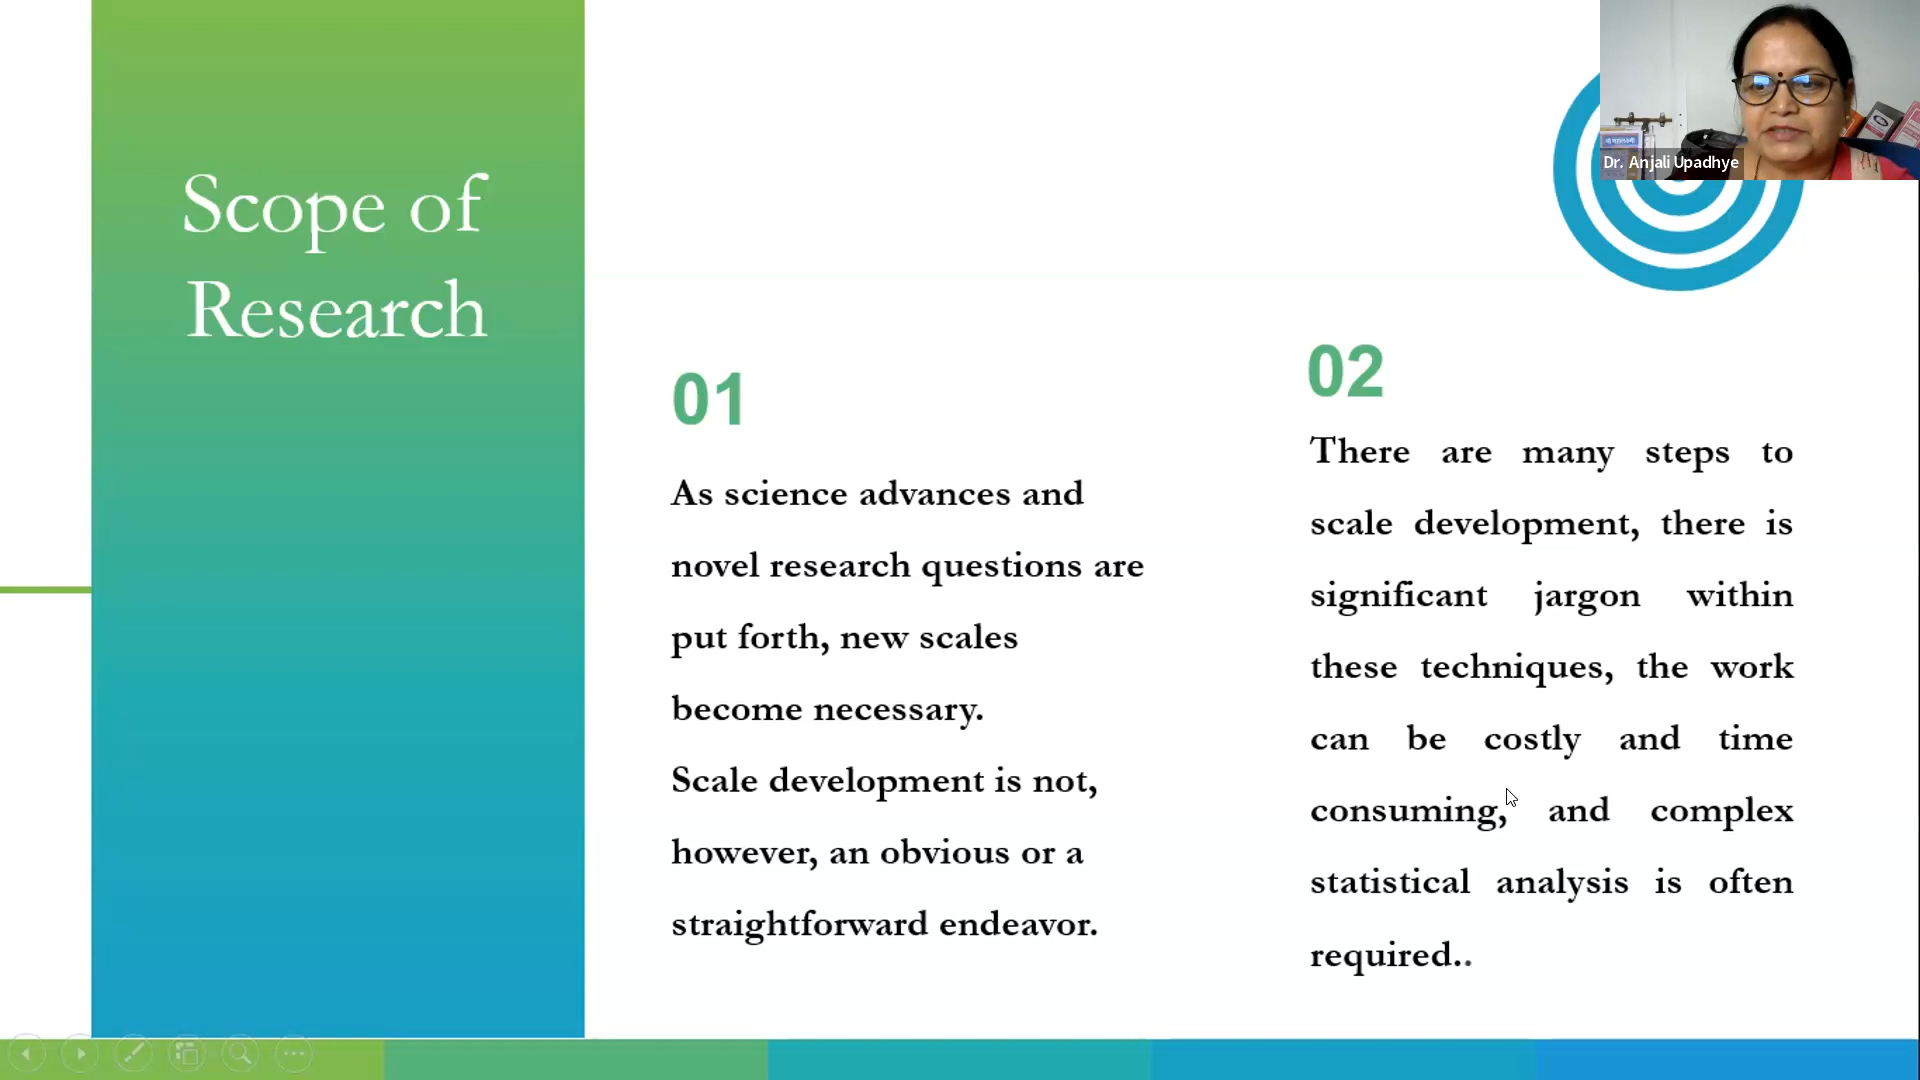 Scope of
Research
01
As science advances and
novel research questions are
put forth, new scales
become necessary.
Scale development is not,
however, an obvious or a
straightforward endeavor.
02
There are many steps to
scale development, there is
significant jargon within
these techniques, the work
can be costly and time
consuming, and complex
statistical analysis is often
required..
Dr. Anjali Upadhye